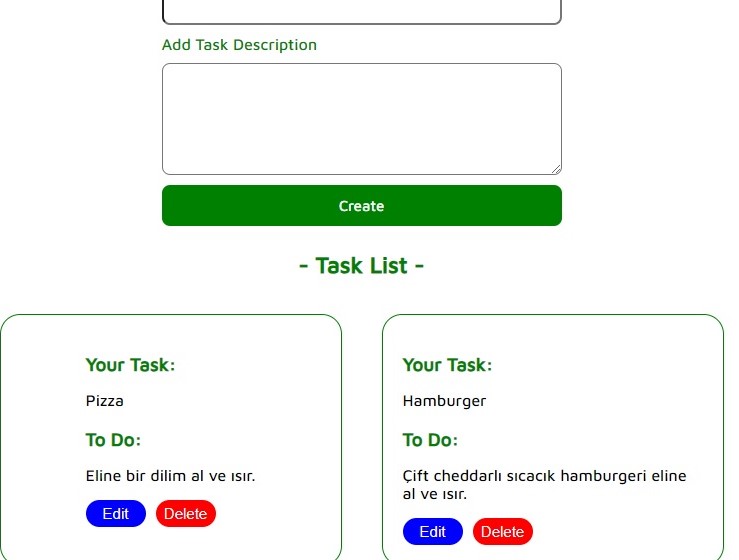 Add Task Description
Create
- Task List -
Your Task:
Pizza
To Do:
Eline bir dilim al ve ısır.
Edit Delete
Your Task:
Hamburger
To Do:
Çift cheddarlı sıcacık hamburgeri eline
al ve ısır.
Edit Delete